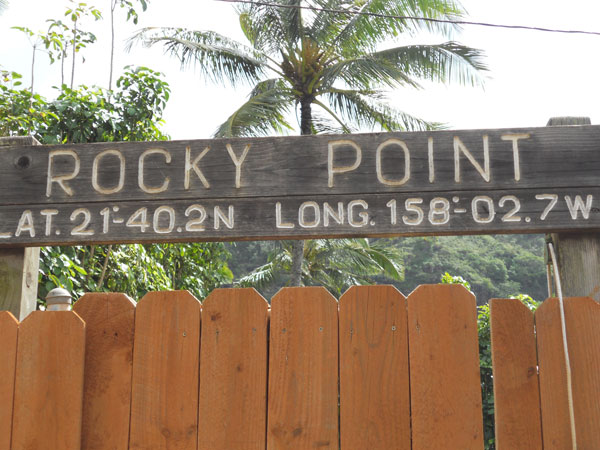 ROCKY POINT
LAT. 21°-40.2N LONG. 158°-02.7W